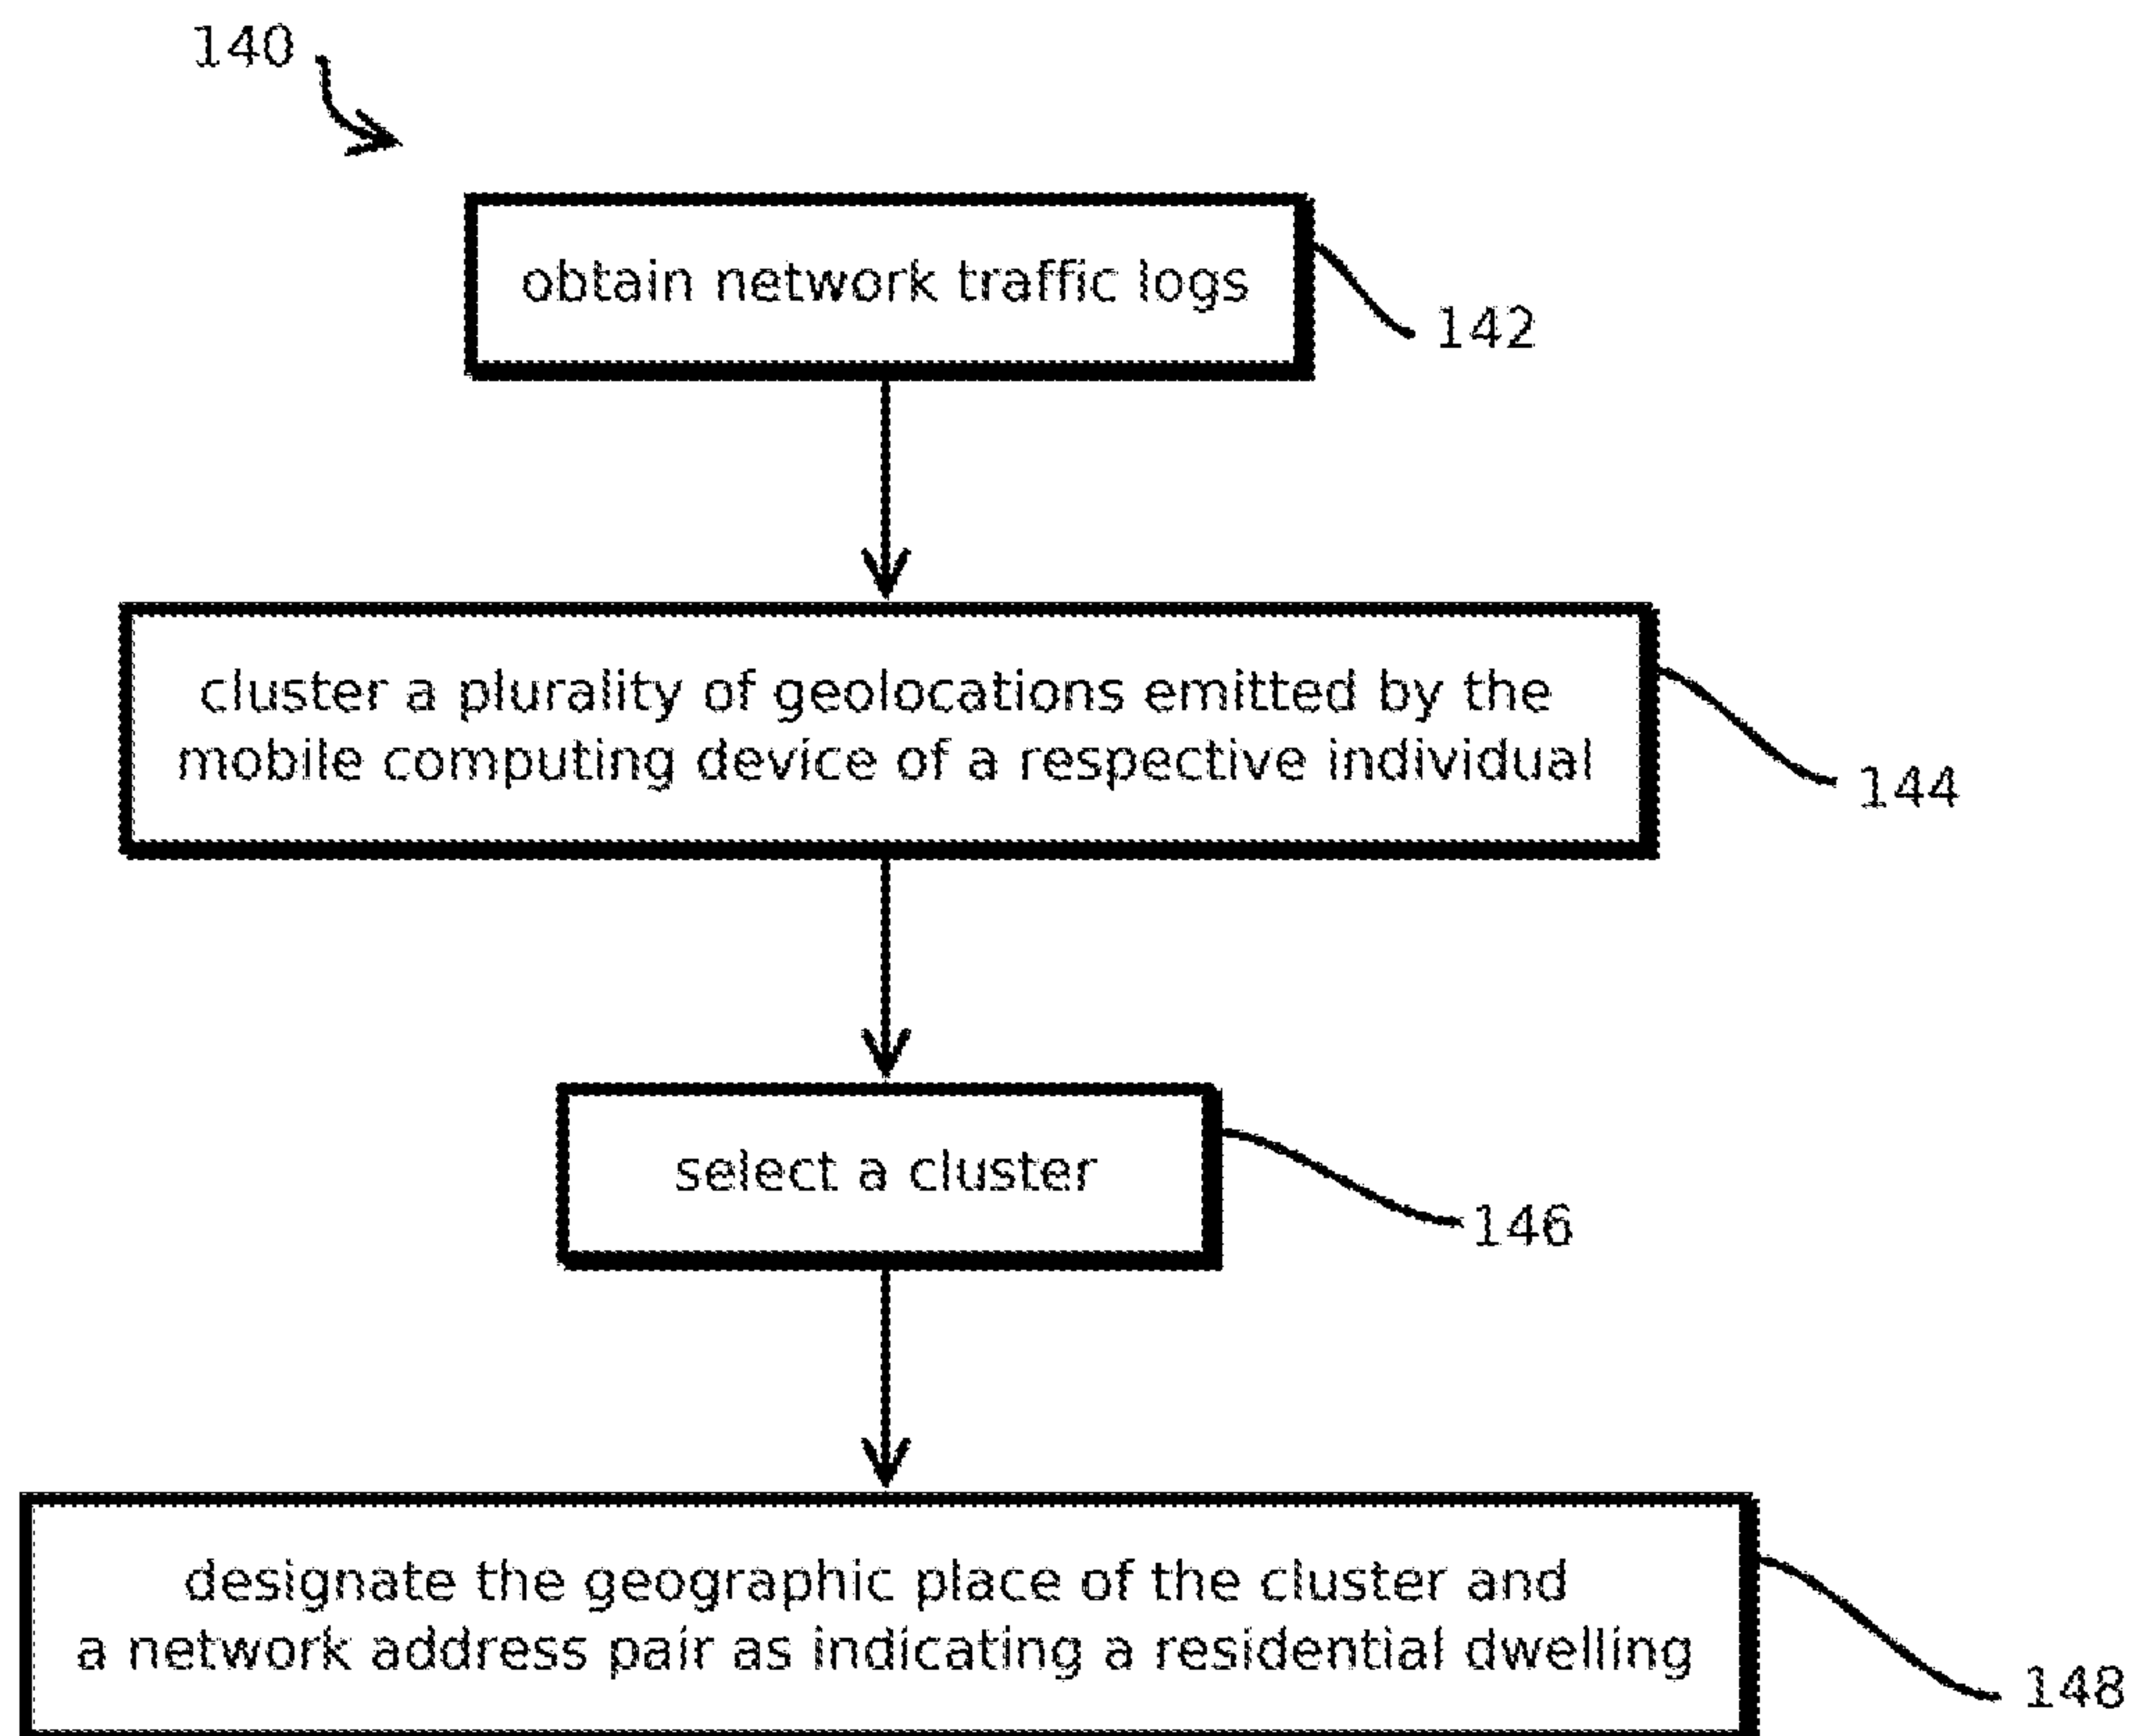 140
obtain network traffic logs
142
cluster a plurality of geolocations emitted by the
mobile computing device of a respective individual
144
select a cluster
146
designate the geographic place of the cluster and
a network address pair as indicating a residential dwelling
148